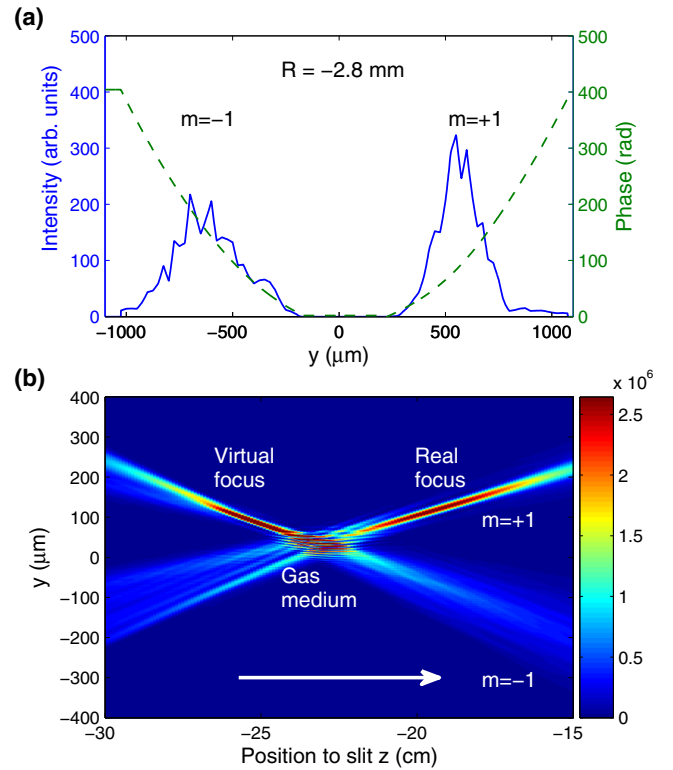 (a)
500
400
300
200
100
0
Intensity (arb. units)
R = −2.8 mm
m=−1
m=+1
500
400
300
200
100
0
Phase (rad)
−1000 −500 0 500 1000
y (μm)
(b)
400
300
200
100
0
−100
−200
−300
−400
y (μm)
Virtual
focus
Real
focus
m=+1
Gas
medium
m=−1
x 10^6
2.5
2
1.5
1
0.5
0
−30 −25 −20 −15
Position to slit z (cm)